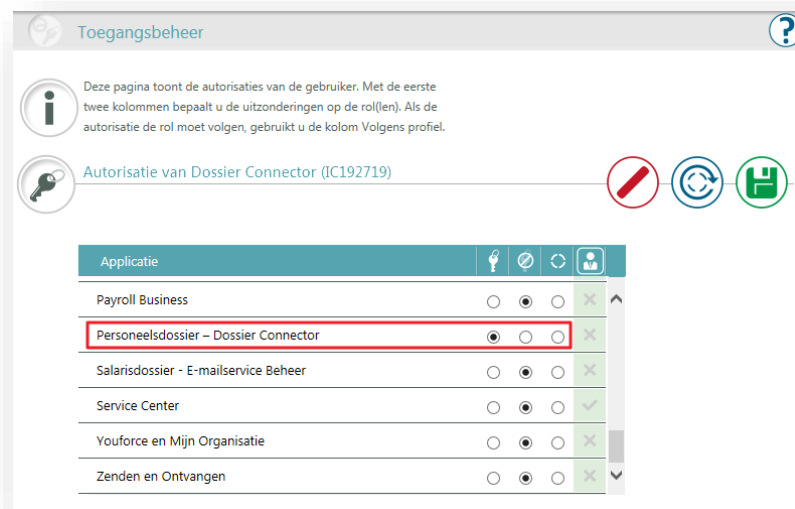 Toegangsbeheer
?
Deze pagina toont de autorisaties van de gebruiker. Met de eerste
twee kolommen bepaalt u de uitzonderingen op de rol(len). Als de
autorisatie de rol moet volgen, gebruikt u de kolom Volgens profiel.
Autorisatie van Dossier Connector (IC192719)
Applicatie
Payroll Business
Personeelsdossier – Dossier Connector
Salarisdossier - E-mailservice Beheer
Service Center
Youforce en Mijn Organisatie
Zenden en Ontvangen